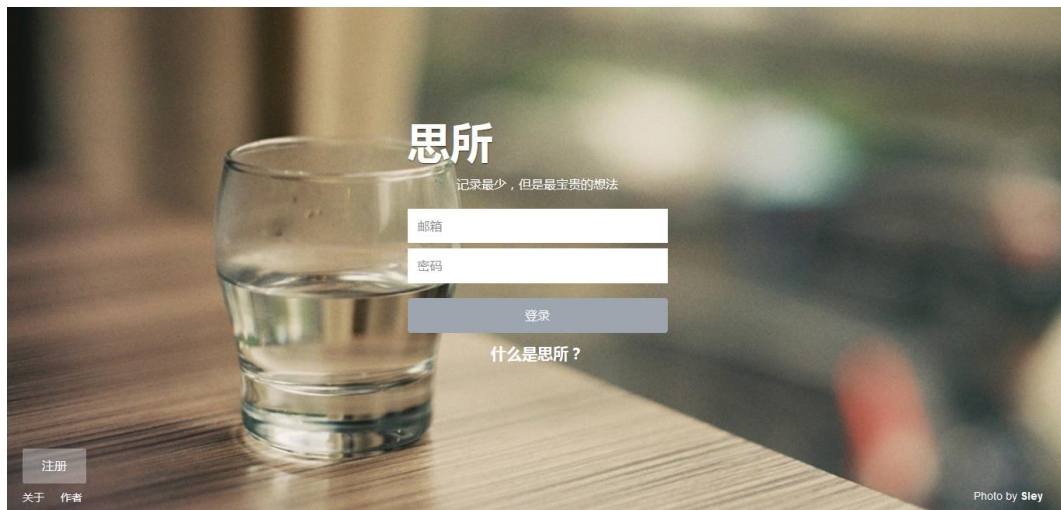 思所
记录最少，但是最宝贵的想法
邮箱
密码
登录
什么是思所？
注册
关于 作者
Photo by Sley